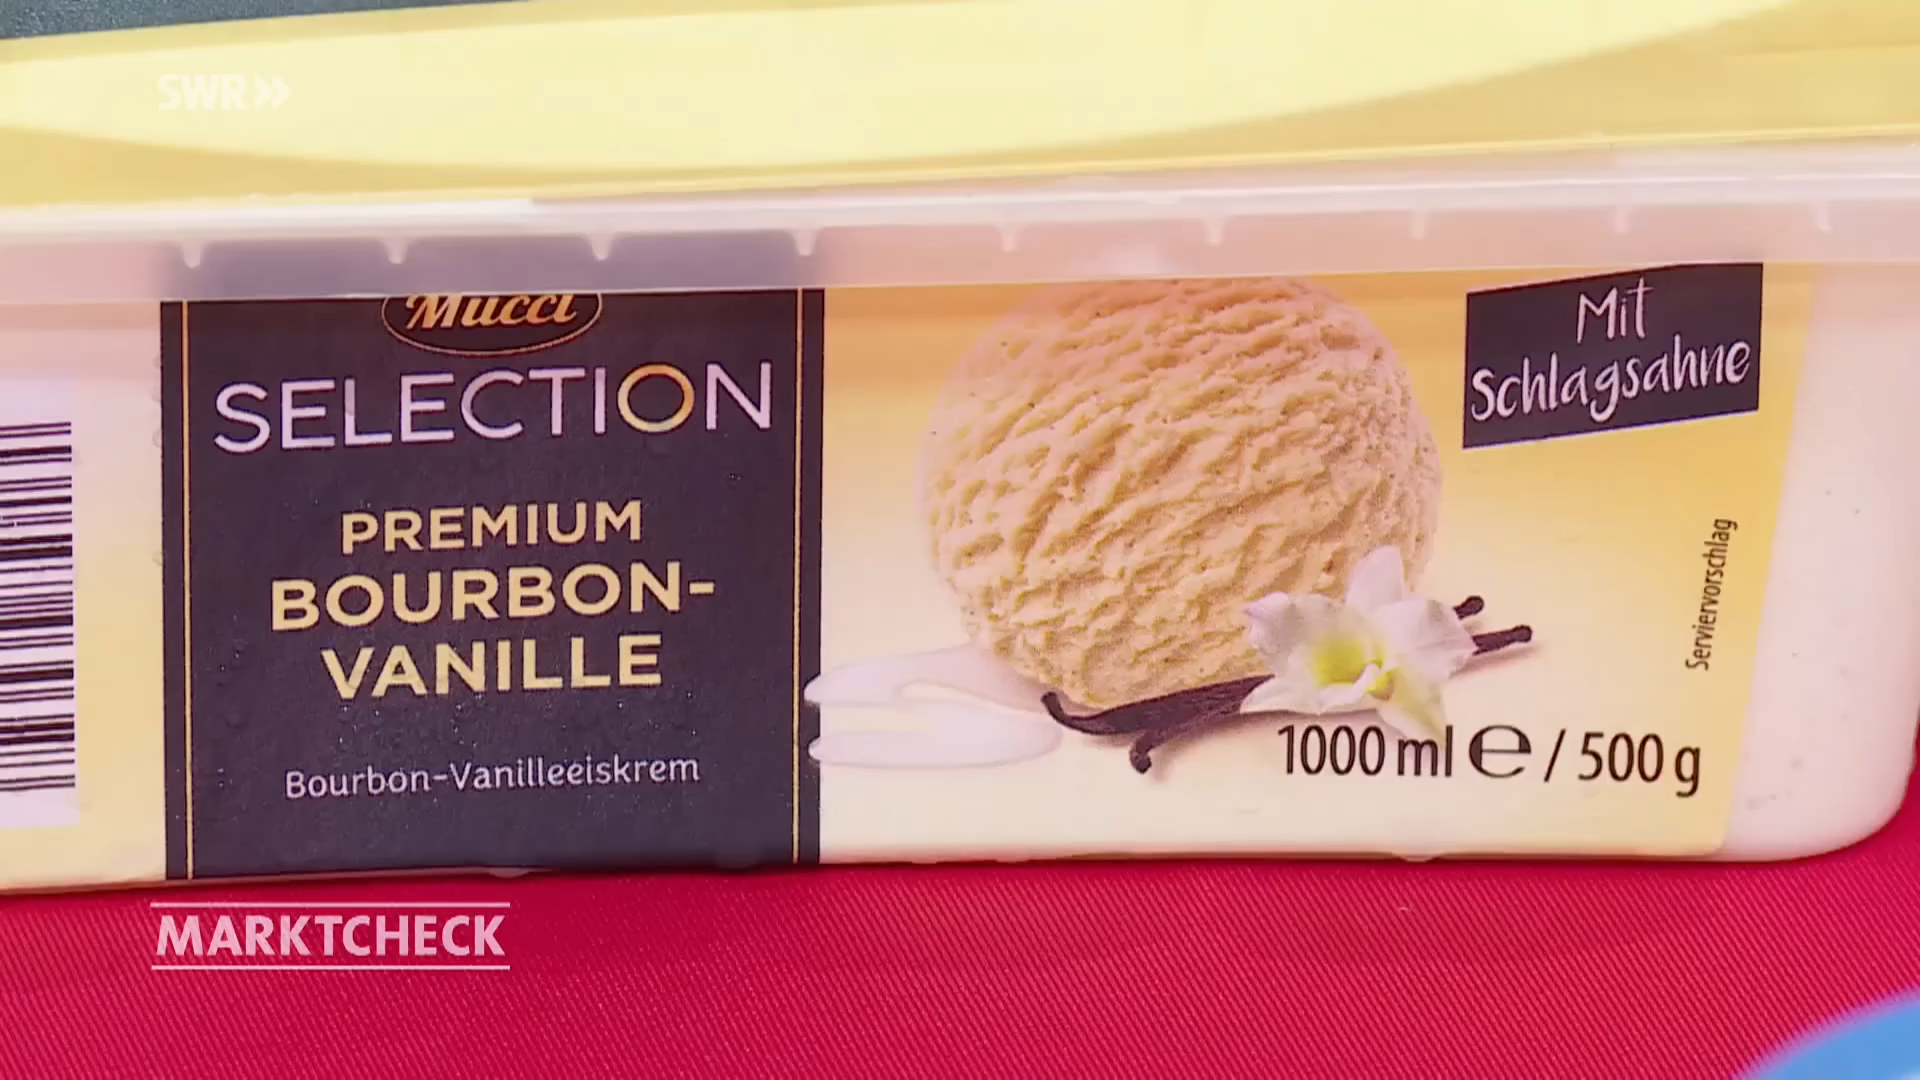 SWR»
Mucci
SELECTION
PREMIUM
BOURBON-
VANILLE
Bourbon-Vanilleeiskrem
Mit
Schlagsahne
Serviervorschlag
1000 ml e / 500 g
MARKTCHECK